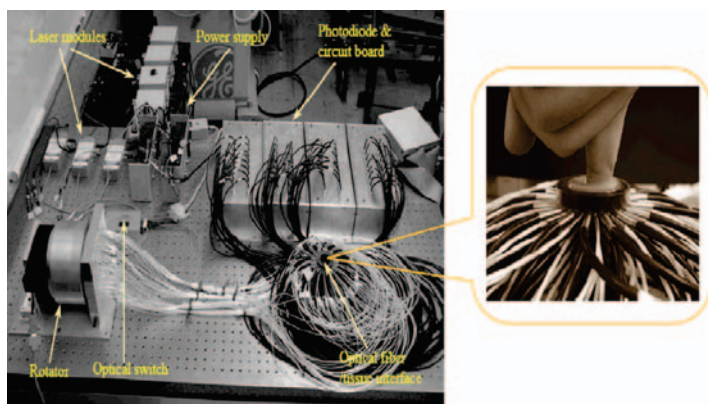 Laser modules
Power supply
Photodiode &
circuit board
Rotator
Optical switch
Optical fiber
/tissue interface